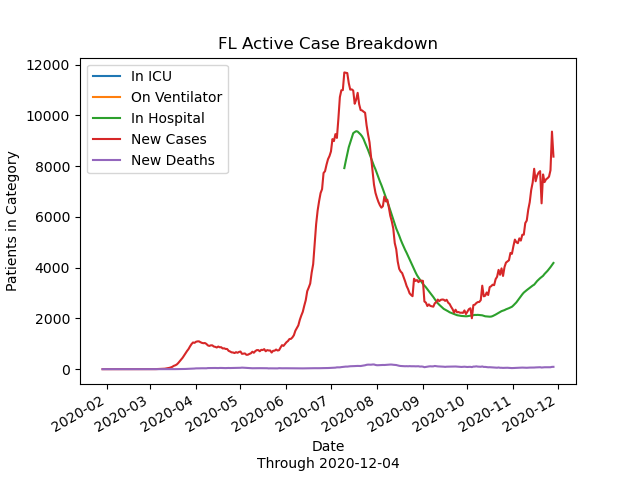 FL Active Case Breakdown
In ICU
On Ventilator
In Hospital
New Cases
New Deaths
Patients in Category
12000
10000
8000
6000
4000
2000
0
2020-02
2020-03
2020-04
2020-05
2020-06
2020-07
2020-08
2020-09
2020-10
2020-11
2020-12
Date
Through 2020-12-04